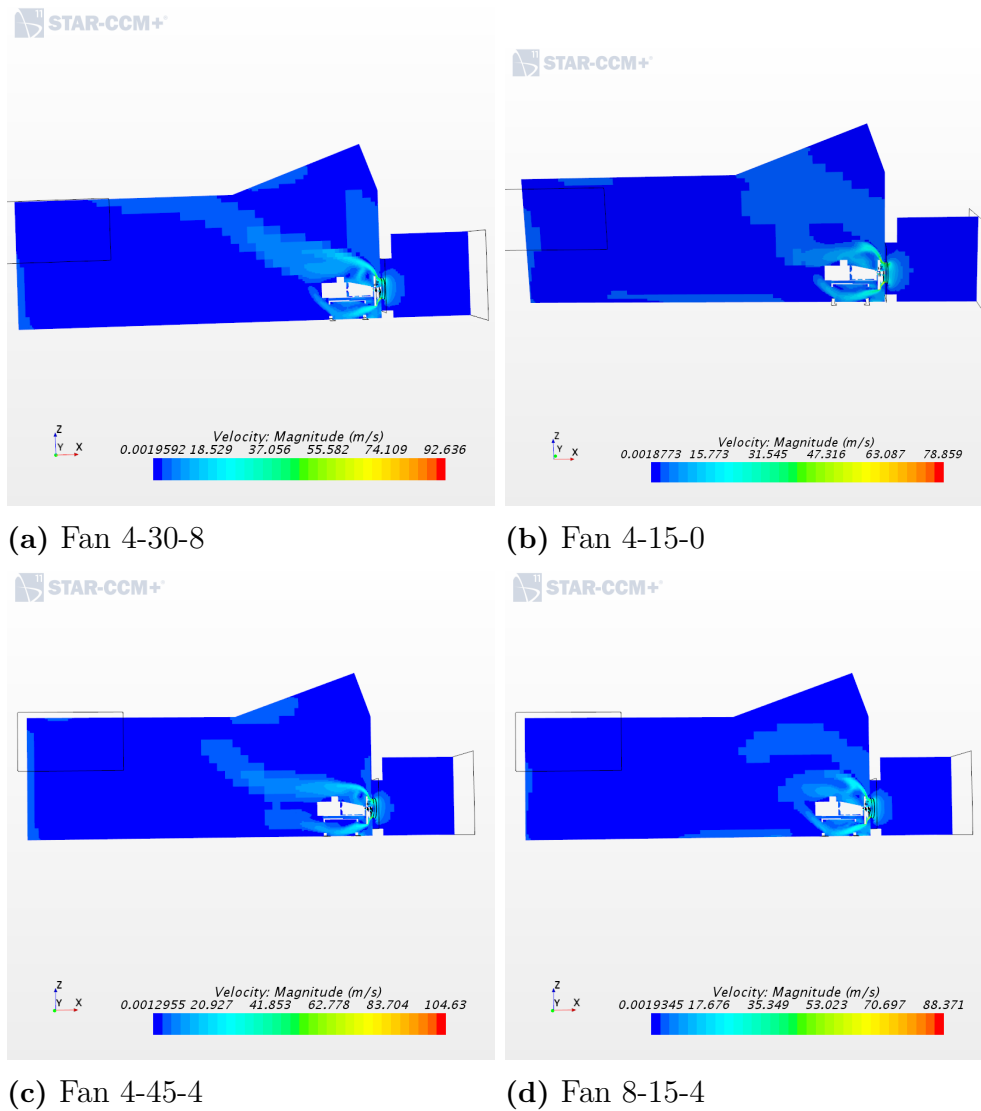 11 STAR-CCM+®
Z
Y X
Velocity: Magnitude (m/s)
0.0019592 18.529 37.056 55.582 74.109 92.636
(a) Fan 4-30-8
11 STAR-CCM+®
Z
Y X
Velocity: Magnitude (m/s)
0.0018773 15.773 31.545 47.316 63.087 78.859
(b) Fan 4-15-0
11 STAR-CCM+®
Z
Y X
Velocity: Magnitude (m/s)
0.0012955 20.927 41.853 62.778 83.704 104.63
(c) Fan 4-45-4
11 STAR-CCM+®
Z
Y X
Velocity: Magnitude (m/s)
0.0019345 17.676 35.349 53.023 70.697 88.371
(d) Fan 8-15-4